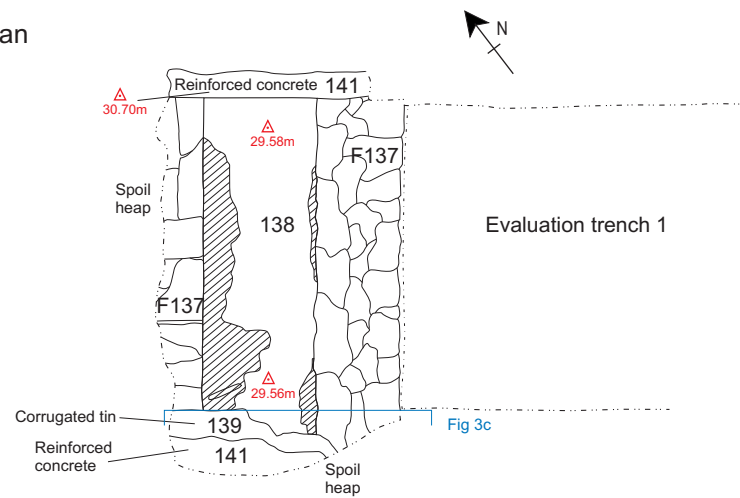 an
N
Reinforced concrete 141
30.70m
29.58m
F137
Spoil
heap
138
Evaluation trench 1
F137
29.56m
Corrugated tin
139
Fig 3c
Reinforced
concrete
141
Spoil
heap